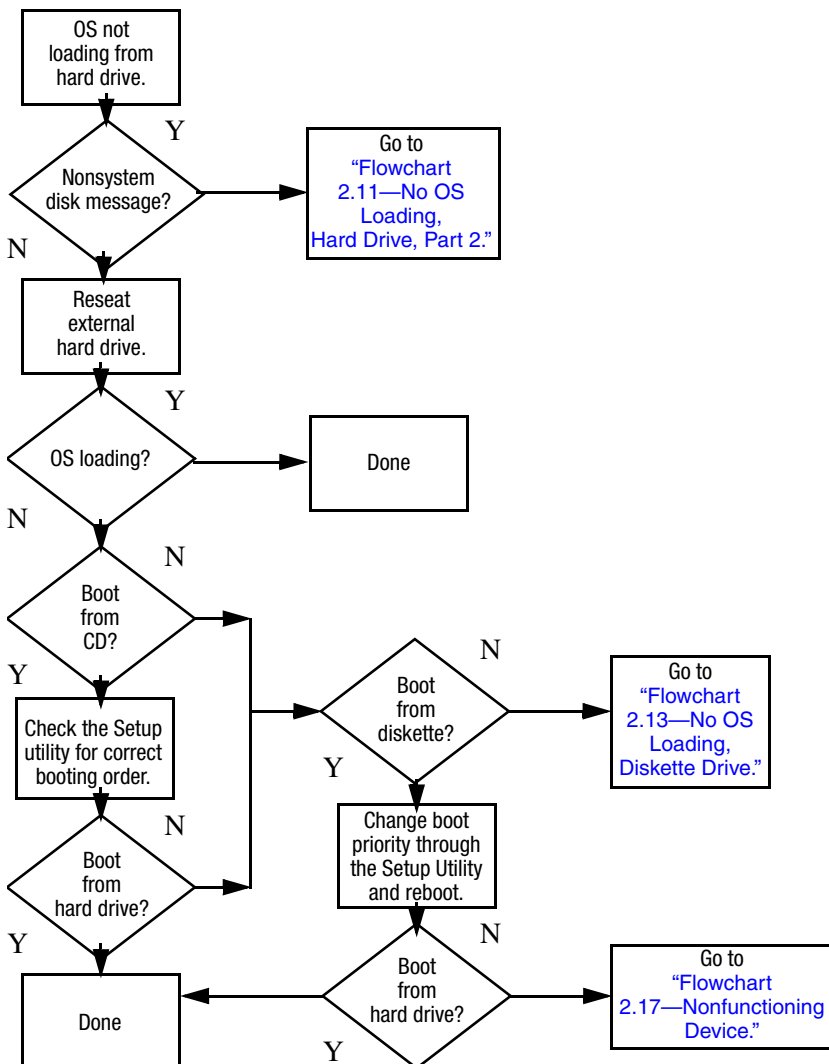 OS not
loading from
hard drive.
Y
Nonsystem
disk message?
Go to
“Flowchart
2.11—No OS
Loading,
Hard Drive, Part 2.”
N
Reseat
external
hard drive.
Y
OS loading?
Done
N
N
Boot
from
CD?
Y
Check the Setup
utility for correct
booting order.
N
Boot
from
hard drive?
Y
Done
N
Boot
from
diskette?
Go to
“Flowchart
2.13—No OS
Loading,
Diskette Drive.”
Y
Change boot
priority through
the Setup Utility
and reboot.
N
Boot
from
hard drive?
Y
Go to
“Flowchart
2.17—Nonfunctioning
Device.”